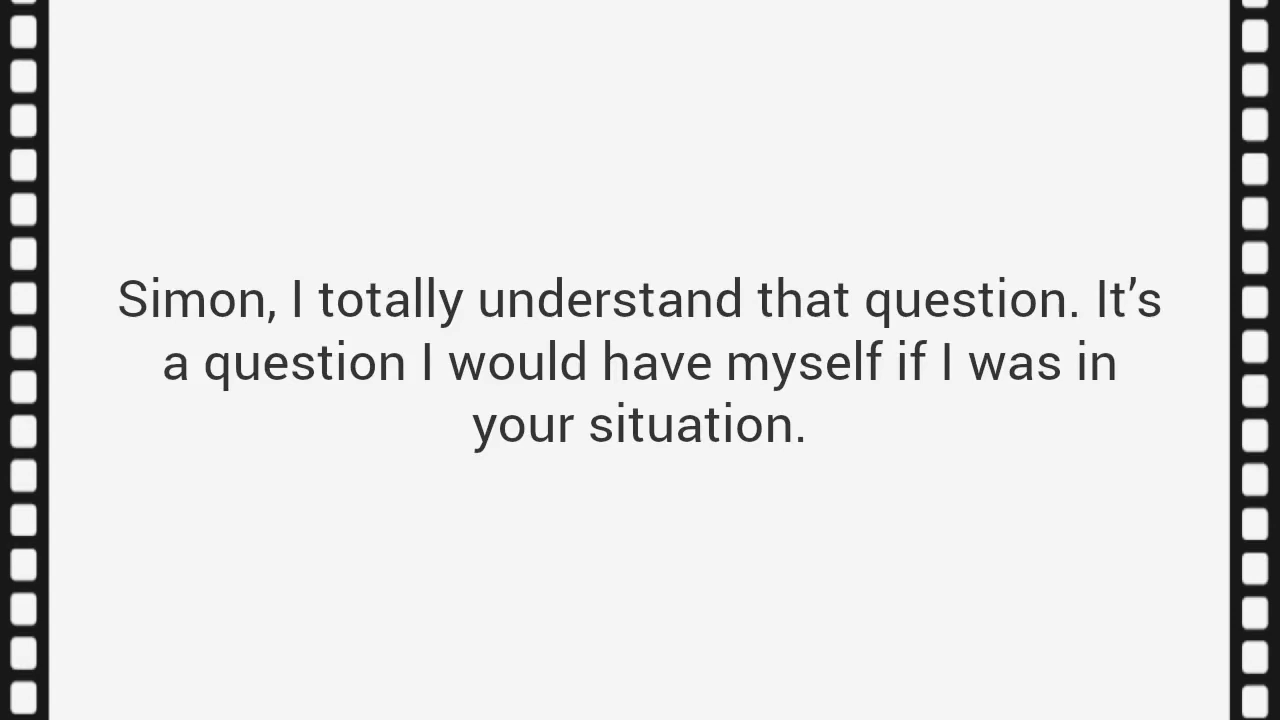 Simon, I totally understand that question. It’s
a question I would have myself if I was in
your situation.